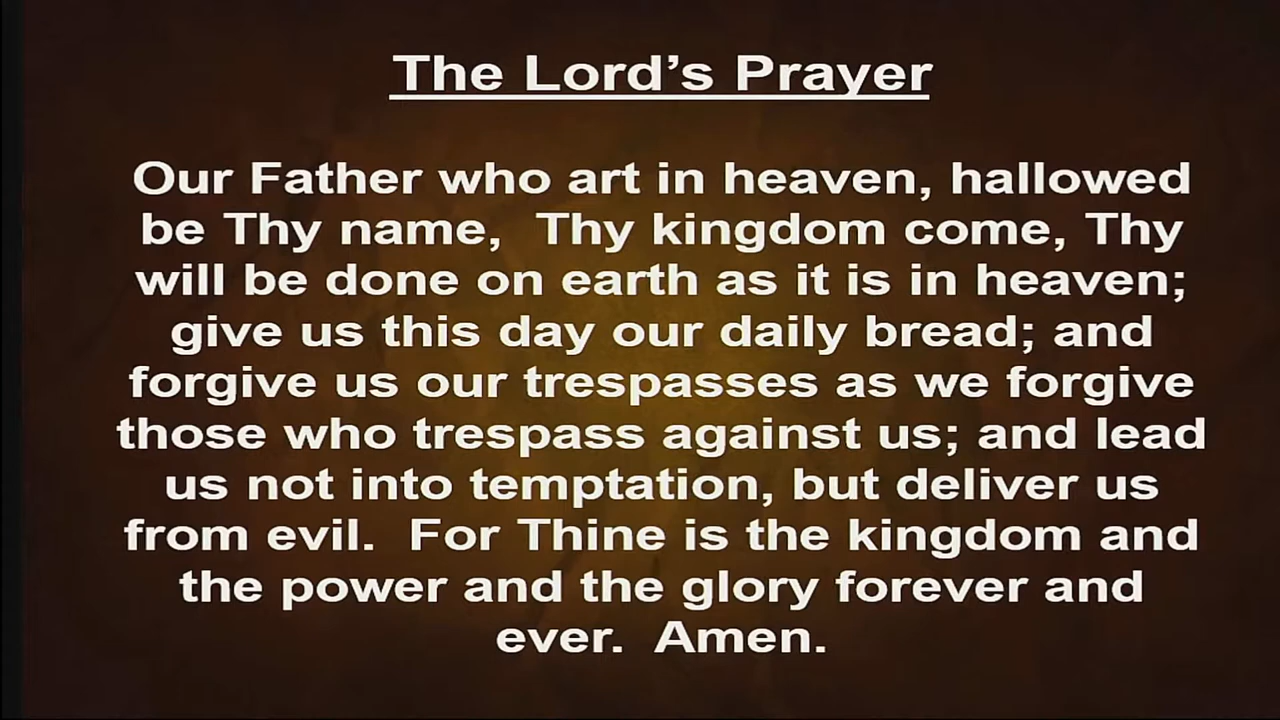 The Lord’s Prayer
Our Father who art in heaven, hallowed
be Thy name,  Thy kingdom come, Thy
will be done on earth as it is in heaven;
give us this day our daily bread; and
forgive us our trespasses as we forgive
those who trespass against us; and lead
us not into temptation, but deliver us
from evil.  For Thine is the kingdom and
the power and the glory forever and
ever.  Amen.